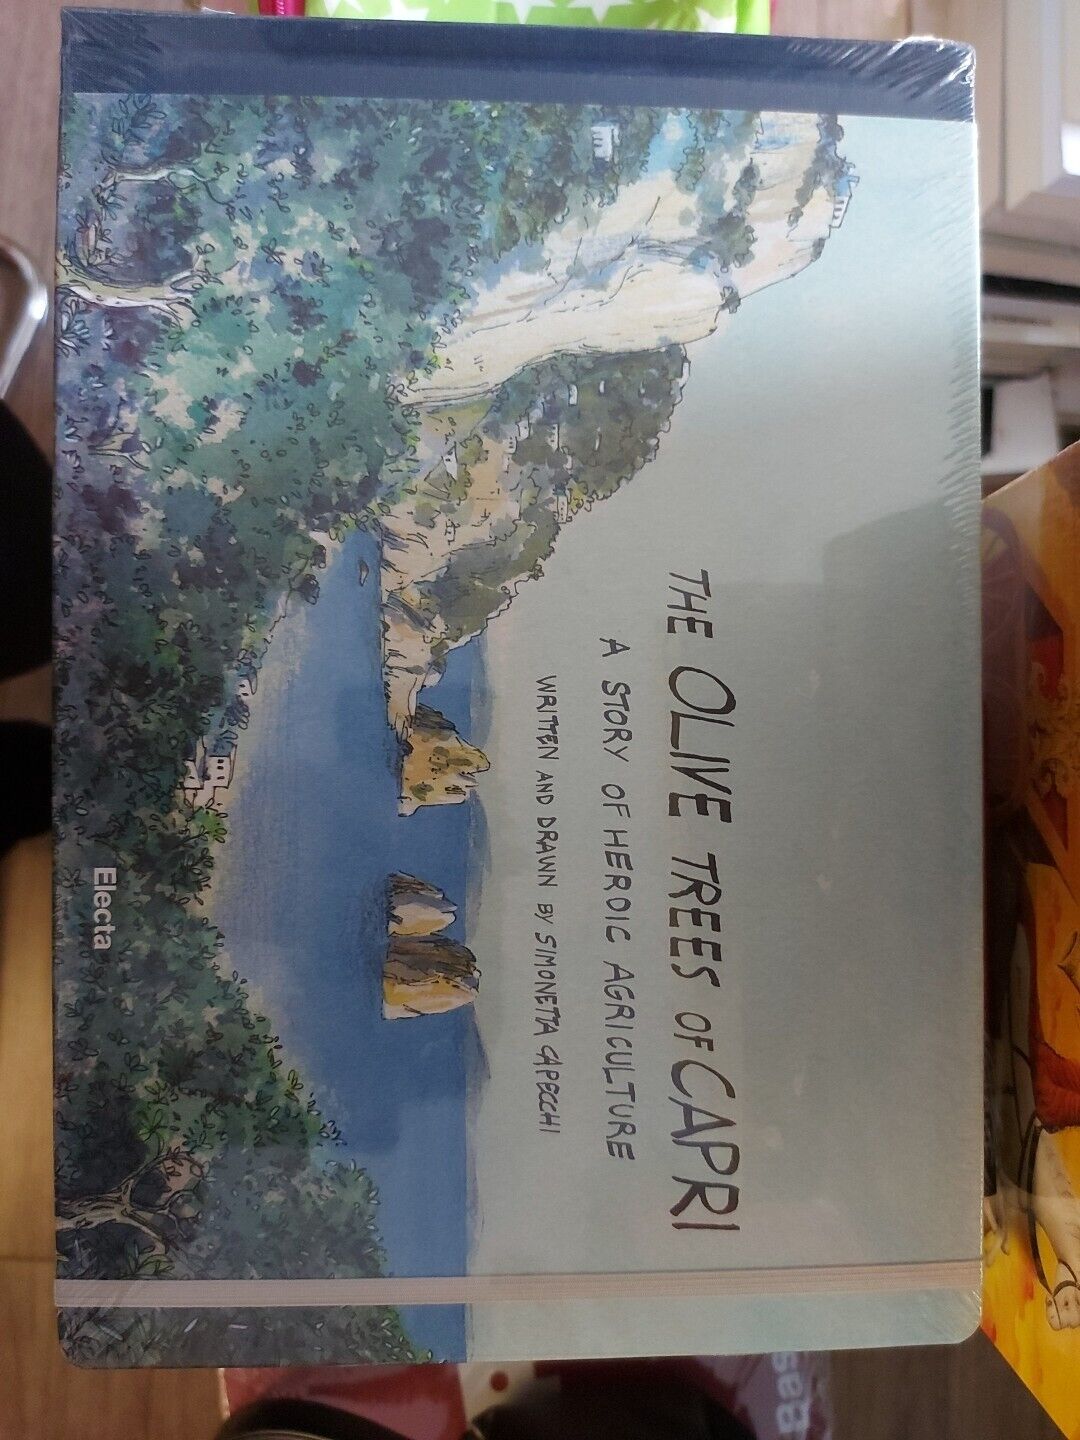 THE OLIVE TREES OF CAPRI
A STORY OF HEROIC AGRICULTURE
WRITTEN AND DRAWN BY SIMONETTA CAPECCHI
Electa